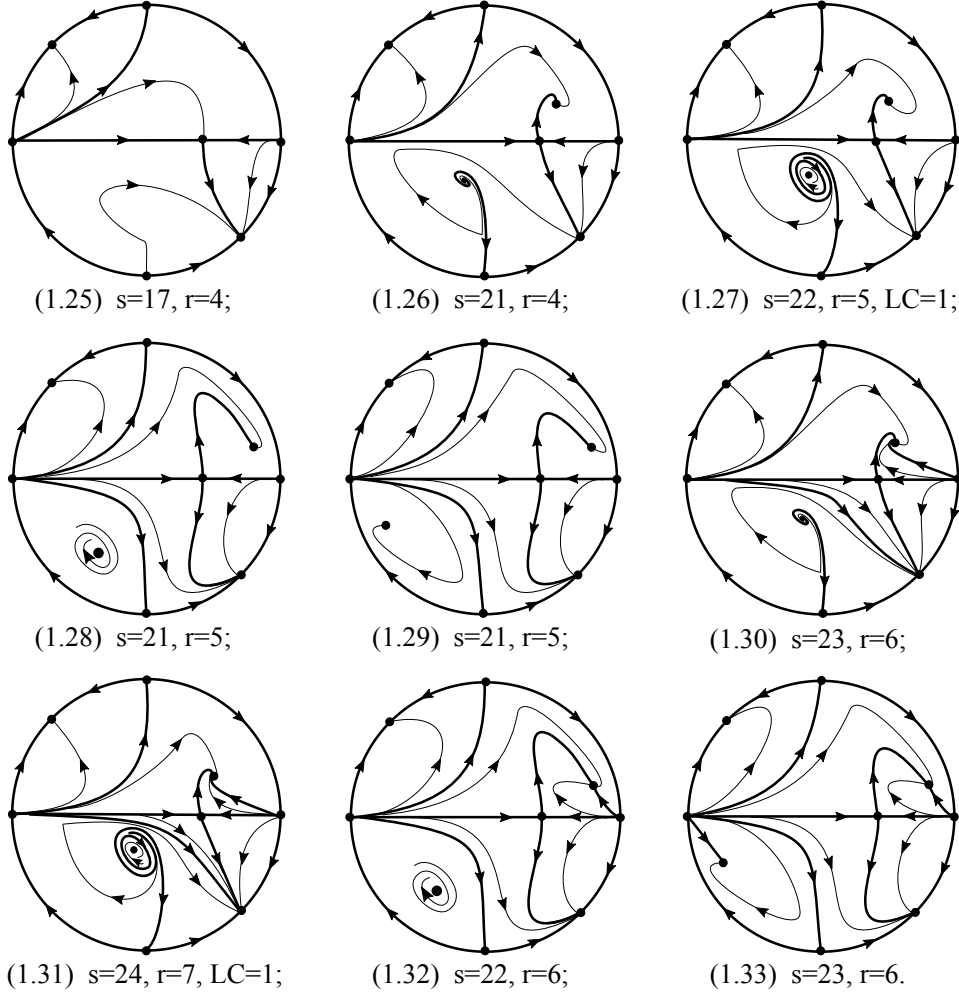 (1.25) s=17, r=4; (1.26) s=21, r=4; (1.27) s=22, r=5, LC=1;
(1.28) s=21, r=5; (1.29) s=21, r=5; (1.30) s=23, r=6;
(1.31) s=24, r=7, LC=1; (1.32) s=22, r=6; (1.33) s=23, r=6.